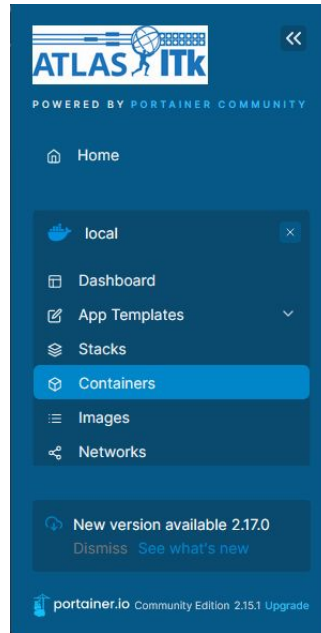 ATLAS ITk
POWERED BY PORTAINER COMMUNITY
Home
local
Dashboard
App Templates
Stacks
Containers
Images
Networks
New version available 2.17.0
Dismiss See what's new
portainer.io Community Edition 2.15.1 Upgrade